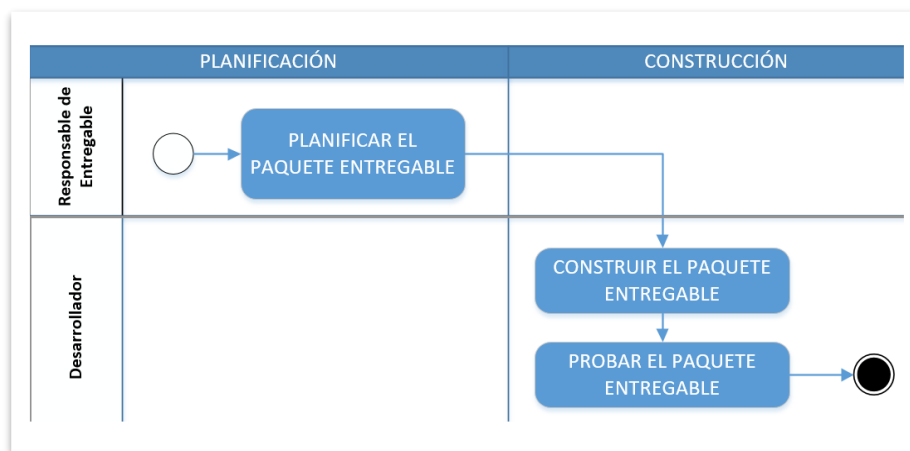 PLANIFICACIÓN
CONSTRUCCIÓN
Responsable de
Entregable
PLANIFICAR EL
PAQUETE ENTREGABLE
Desarrollador
CONSTRUIR EL PAQUETE
ENTREGABLE
PROBAR EL PAQUETE
ENTREGABLE